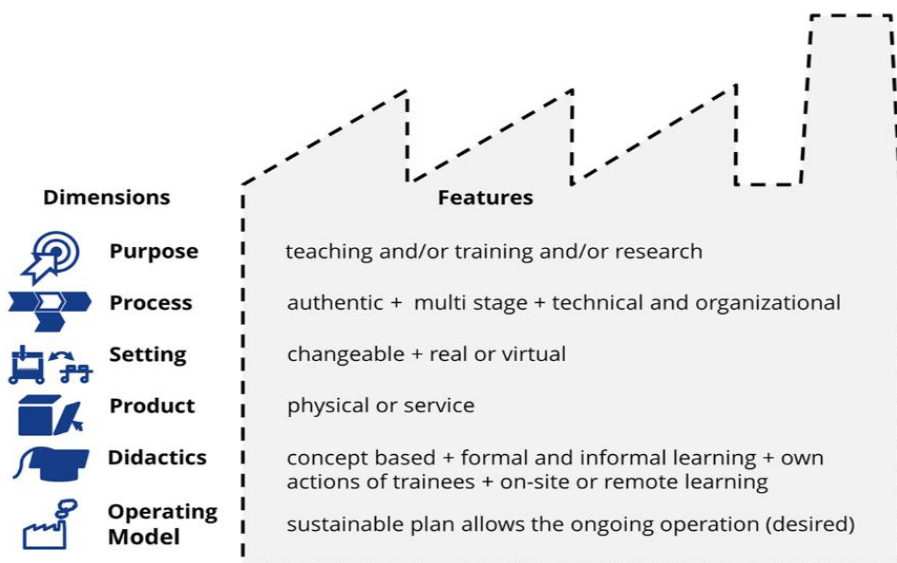 Dimensions Features
Purpose teaching and/or training and/or research
Process authentic + multi stage + technical and organizational
Setting changeable + real or virtual
Product physical or service
Didactics concept based + formal and informal learning + own
actions of trainees + on-site or remote learning
Operating
Model sustainable plan allows the ongoing operation (desired)